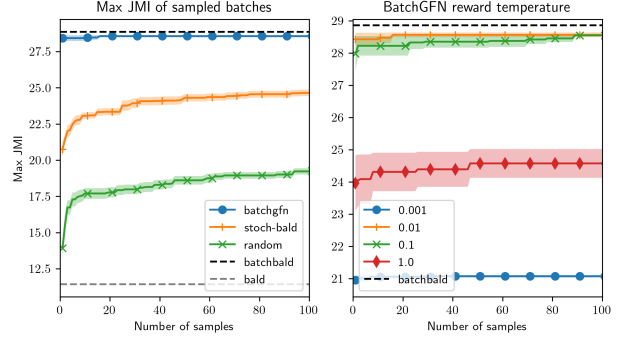 Max JMI of sampled batches
Max JMI
27.5
25.0
22.5
20.0
17.5
15.0
12.5
0
20
40
60
80
100
Number of samples
batchgfn
stoch-bald
random
batchbald
bald
BatchGFN reward temperature
29
28
27
26
25
24
23
22
21
0
20
40
60
80
100
Number of samples
0.001
0.01
0.1
1.0
batchbald